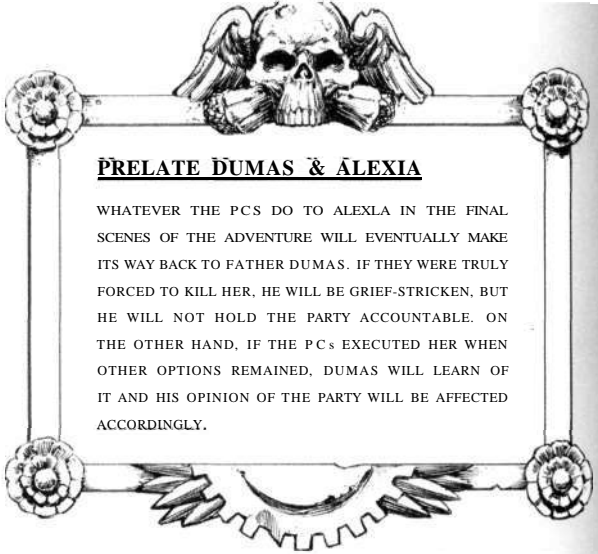 PRELATE DUMAS & ALEXIA
WHATEVER THE PCS DO TO ALEXLA IN THE FINAL
SCENES OF THE ADVENTURE WILL EVENTUALLY MAKE
ITS WAY BACK TO FATHER DUMAS. IF THEY WERE TRULY
FORCED TO KILL HER, HE WILL BE GRIEF-STRICKEN, BUT
HE WILL NOT HOLD THE PARTY ACCOUNTABLE. ON
THE OTHER HAND, IF THE PCs EXECUTED HER WHEN
OTHER OPTIONS REMAINED, DUMAS WILL LEARN OF
IT AND HIS OPINION OF THE PARTY WILL BE AFFECTED
ACCORDINGLY.